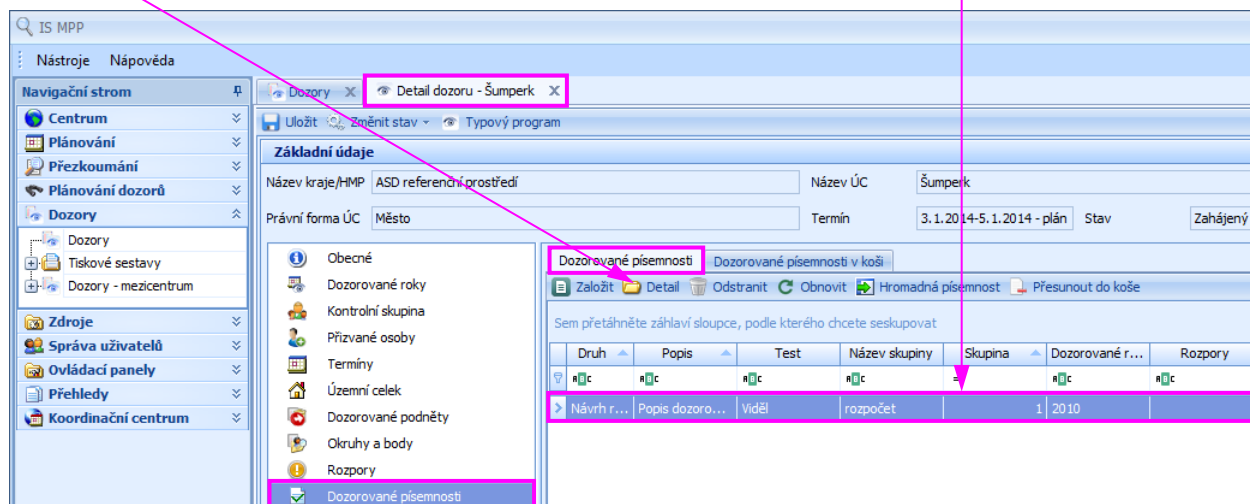 IS MPP
Nástroje Nápověda
Navigační strom
Dozory Detail dozoru - Šumperk
Uložit Změnit stav Typový program
Centrum
Plánování
Přezkoumání
Plánování dozorů
Dozory
Dozory
Tiskové sestavy
Dozory - mezicentrum
Zdroje
Správa uživatelů
Ovládací panely
Přehledy
Koordinační centrum
Základní údaje
Název kraje/HMP ASD referenční prostředí Název ÚC Šumperk
Právní forma ÚC Město Termín 3.1.2014-5.1.2014 - plán Stav Zahájený
Obecné
Dozorované roky
Kontrolní skupina
Přizvané osoby
Termíny
Územní celek
Dozorované podněty
Okruhy a body
Rozpory
Dozorované písemnosti
Dozorované písemnosti Dozorované písemnosti v koši
Založit Detail Odstranit Obnovit Hromadná písemnost Přesunout do koše
Sem přetáhněte záhlaví sloupce, podle kterého chcete seskupovat
Druh Popis Test Název skupiny Skupina Dozorované r... Rozpory
Návrh r... Popis dozoro... Viděl rozpočet 1 2010